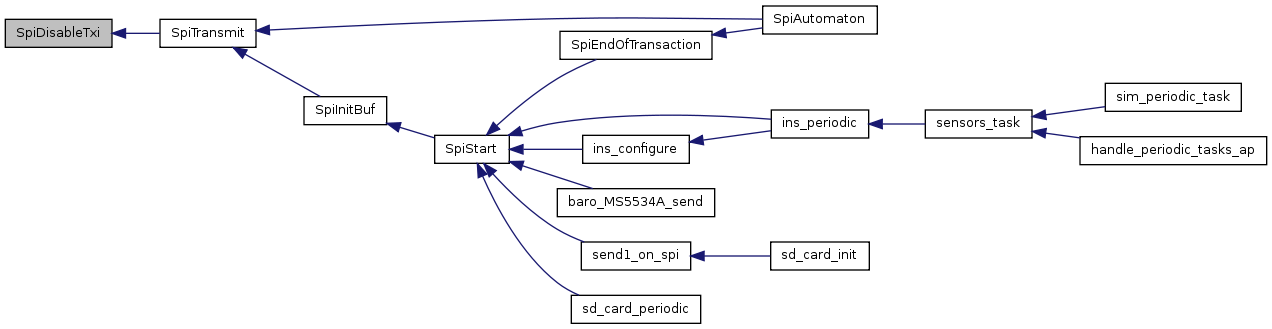 SpiDisableTxi
SpiTransmit
SpiAutomaton
SpiEndOfTransaction
SpiInitBuf
SpiStart
ins_periodic
sensors_task
sim_periodic_task
handle_periodic_tasks_ap
ins_configure
baro_MS5534A_send
send1_on_spi
sd_card_init
sd_card_periodic